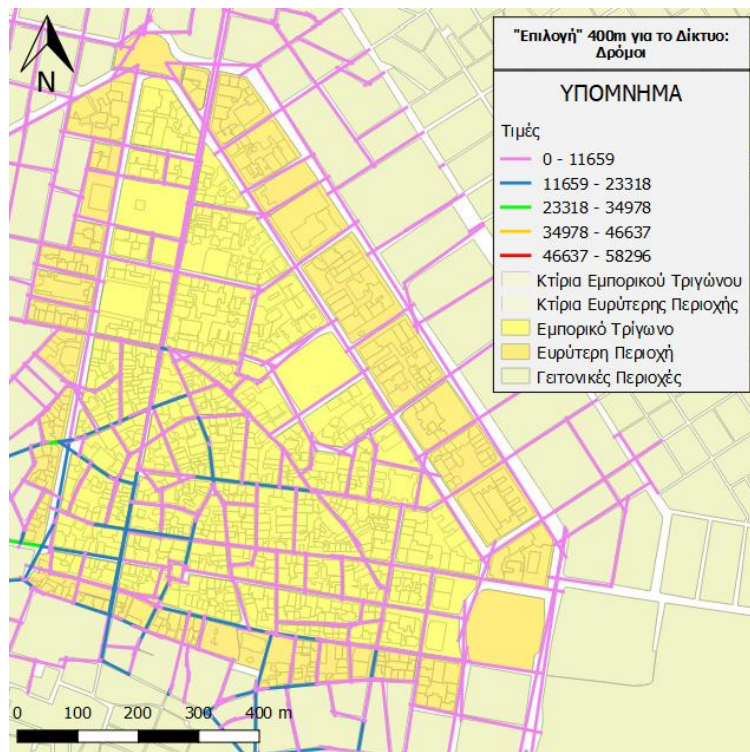 "Επιλογή" 400m για το Δίκτυο:
Δρόμοι
ΥΠΟΜΝΗΜΑ
Τιμές
0 - 11659
11659 - 23318
23318 - 34978
34978 - 46637
46637 - 58296
Κτίρια Εμπορικού Τριγώνου
Κτίρια Ευρύτερης Περιοχής
Εμπορικό Τρίγωνο
Ευρύτερη Περιοχή
Γειτονικές Περιοχές
N
0 100 200 300 400 m